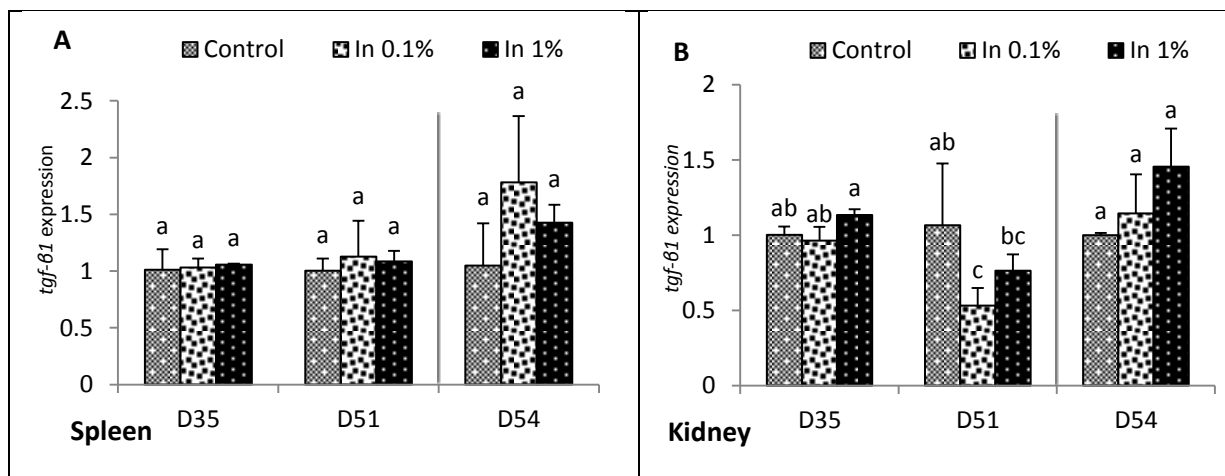 A
Control In 0.1% In 1%
tgf-β1 expression
2.5
2
1.5
1
0.5
0
a a a
a a a
a a a
D35 D51 D54
Spleen
B
Control In 0.1% In 1%
tgf-β1 expression
2
1.5
1
0.5
0
ab ab a
ab c bc
a a a
D35 D51 D54
Kidney